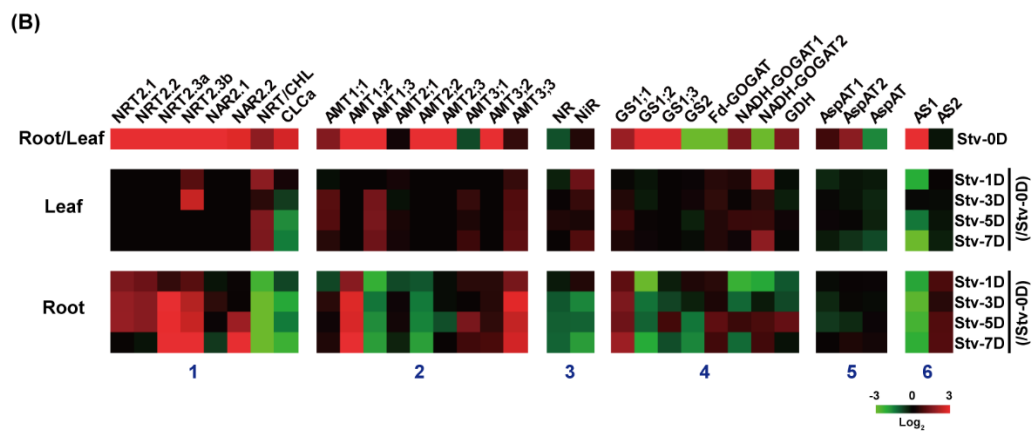 (B)
NRT2;1 NRT2;2 NRT2;3a NRT2;3b NAR2.1 NAR2.2 NRT/CHL CLCa AMT1;1 AMT1;2 AMT1;3 AMT2;1 AMT2;2 AMT2;3 AMT3:1 AMT3:2 AMT3:3 NR NiR GS1;1 GS1;2 GS1;3 GS2 Fd-GOGAT NADH-GOGAT1 NADH-GOGAT2 GDH AspAT1 AspAT2 AspAT AS1 AS2
Root/Leaf Stv-0D
Leaf
Stv-1D
Stv-3D
Stv-5D
Stv-7D
(/Stv-0D)
Root
Stv-1D
Stv-3D
Stv-5D
Stv-7D
(/Stv-0D)
1 2 3 4 5 6
-3 0 3
Log2